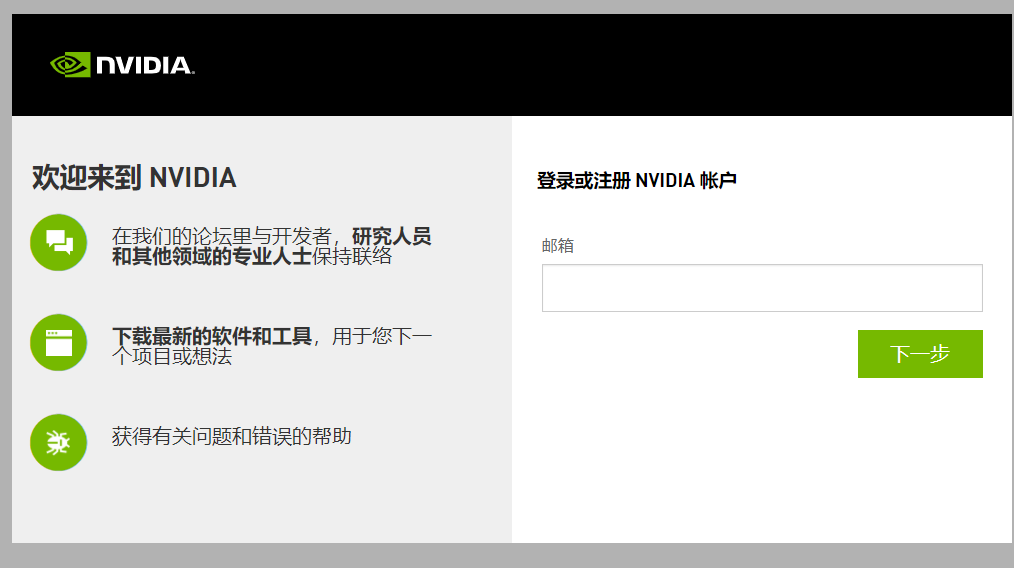 NVIDIA.
欢迎来到 NVIDIA
在我们的论坛里与开发者，研究人员
和其他领域的专业人士保持联络
下载最新的软件和工具，用于您下一
个项目或想法
获得有关问题和错误的帮助
登录或注册 NVIDIA 帐户
邮箱
下一步